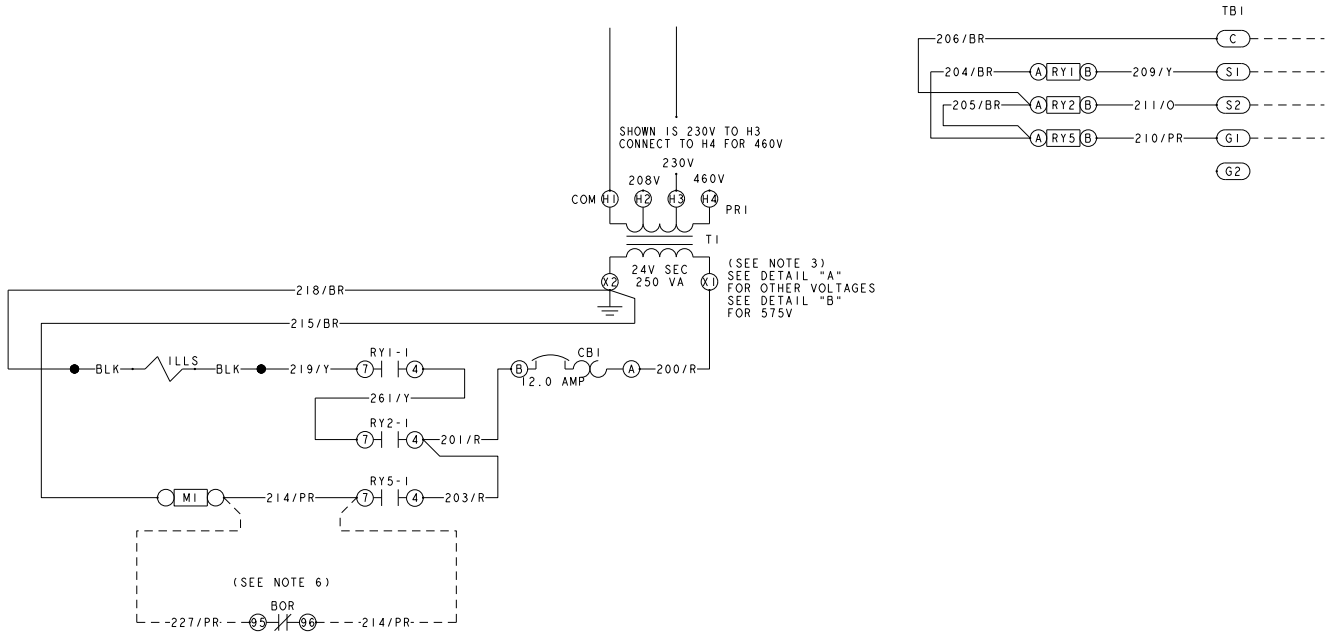 TB1
206/BR
C
204/BR
A RY1 B
209/Y
S1
205/BR
A RY2 B
211/O
S2
A RY5 B
210/PR
G1
G2
SHOWN IS 230V TO H3
CONNECT TO H4 FOR 460V
230V
208V
460V
COM H1 H2 H3 H4
PRI
T1
24V SEC
250 VA
X2
X1
(SEE NOTE 3)
SEE DETAIL "A"
FOR OTHER VOLTAGES
SEE DETAIL "B"
FOR 575V
218/BR
215/BR
BLK
ILLS
BLK
219/Y
RY1-1
7 4
B
CB1
12.0 AMP
A
200/R
261/Y
RY2-1
7 4
201/R
M1
214/PR
RY5-1
7 4
203/R
(SEE NOTE 6)
BOR
227/PR
95 96
214/PR